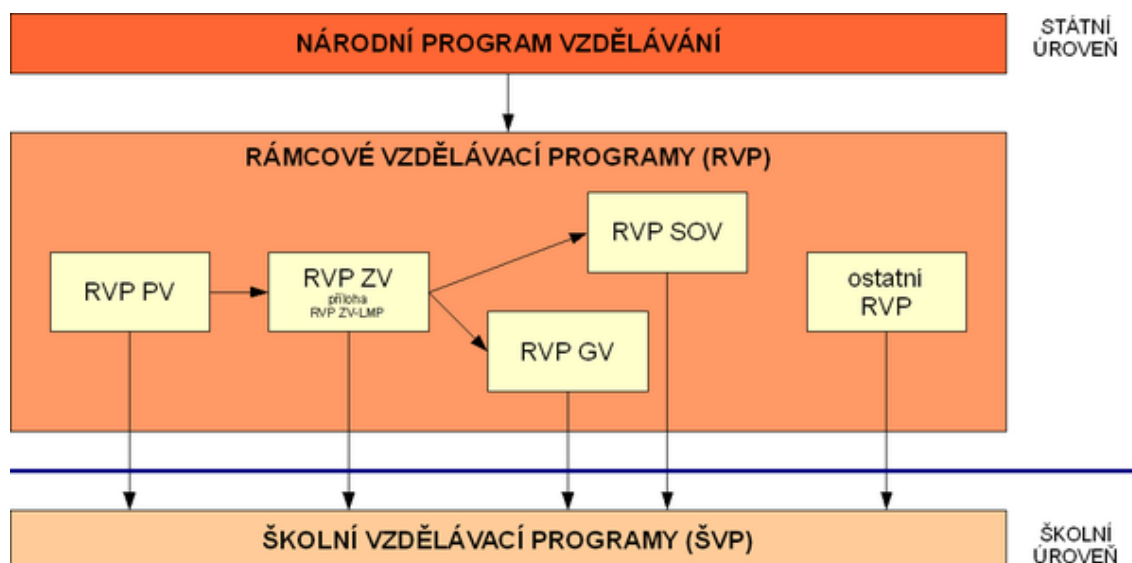 NÁRODNÍ PROGRAM VZDĚLÁVÁNÍ
STÁTNÍ
ÚROVEŇ
RÁMCOVÉ VZDĚLÁVACÍ PROGRAMY (RVP)
RVP PV
RVP ZV
příloha
RVP ZV-LMP
RVP SOV
RVP GV
ostatní
RVP
ŠKOLNÍ VZDĚLÁVACÍ PROGRAMY (ŠVP)
ŠKOLNÍ
ÚROVEŇ